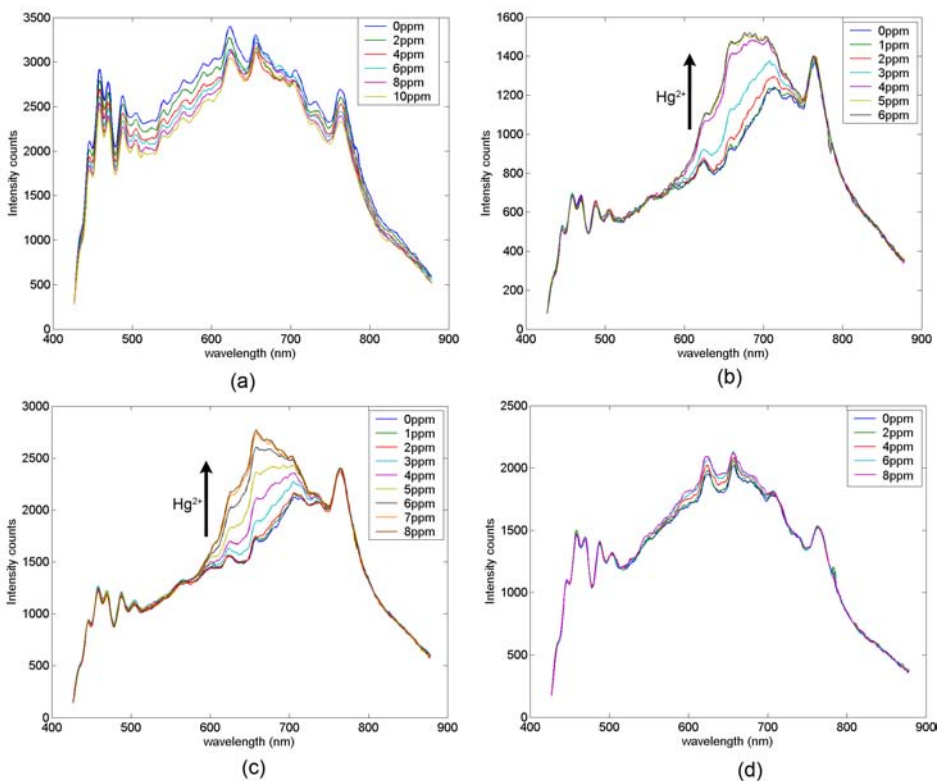 3500
3000
2500
2000
1500
1000
500
0
400 500 600 700 800 900
wavelength (nm)
Intensity counts
0ppm
2ppm
4ppm
6ppm
8ppm
10ppm
(a)
1600
1400
1200
1000
800
600
400
200
0
400 500 600 700 800 900
wavelength (nm)
Intensity counts
Hg2+
0ppm
1ppm
2ppm
3ppm
4ppm
5ppm
6ppm
(b)
3000
2500
2000
1500
1000
500
0
400 500 600 700 800 900
wavelength (nm)
Intensity counts
Hg2+
0ppm
1ppm
2ppm
3ppm
4ppm
5ppm
6ppm
7ppm
8ppm
(c)
2500
2000
1500
1000
500
0
400 500 600 700 800 900
wavelength (nm)
Intensity counts
0ppm
2ppm
4ppm
6ppm
8ppm
(d)